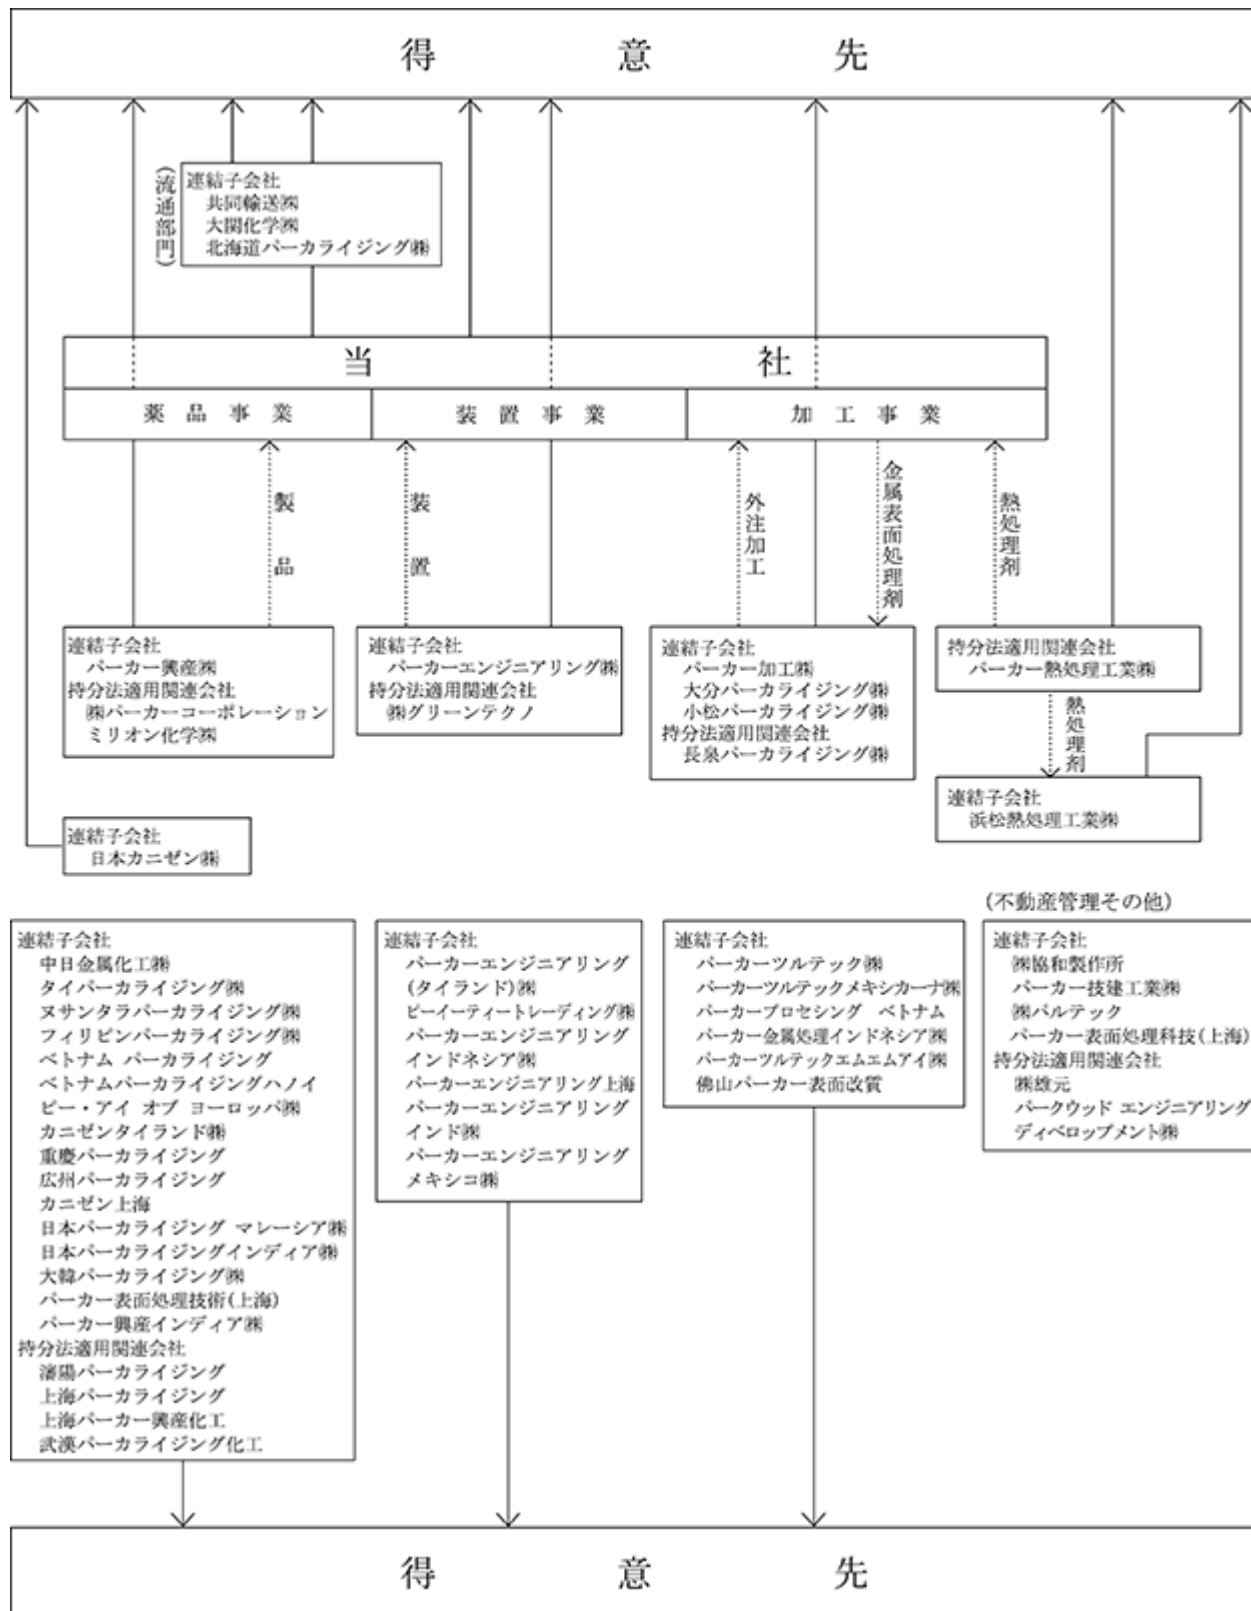 得意先
(流通部門)
連結子会社
共同輸送㈱
大関化学㈱
北海道パーカライジング㈱
当社
薬品事業
装置事業
加工事業
製品
装置
外注加工
金属表面処理剤
熱処理剤
連結子会社
パーカー興産㈱
持分法適用関連会社
㈱パーカーコーポレーション
ミリオン化学㈱
連結子会社
パーカーエンジニアリング㈱
持分法適用関連会社
㈱グリーンテクノ
連結子会社
パーカー加工㈱
大分パーカライジング㈱
小松パーカライジング㈱
持分法適用関連会社
長泉パーカライジング㈱
持分法適用関連会社
パーカー熱処理工業㈱
熱処理剤
連結子会社
浜松熱処理工業㈱
連結子会社
日本カニゼン㈱
連結子会社
中日金属化工㈱
タイパーカライジング㈱
ヌサンタラパーカライジング㈱
フィリピンパーカライジング㈱
ベトナム パーカライジング
ベトナムパーカライジングハノイ
ピー・アイ オブ ヨーロッパ㈱
カニゼンタイランド㈱
重慶パーカライジング
広州パーカライジング
カニゼン上海
日本パーカライジング マレーシア㈱
日本パーカライジングインディア㈱
大韓パーカライジング㈱
パーカー表面処理技術(上海)
パーカー興産インディア㈱
持分法適用関連会社
瀋陽パーカライジング
上海パーカライジング
上海パーカー興産化工
武漢パーカライジング化工
連結子会社
パーカーエンジニアリング
(タイランド)㈱
ピーイーティートレーディング㈱
パーカーエンジニアリング
インドネシア㈱
パーカーエンジニアリング上海
パーカーエンジニアリング
インド㈱
パーカーエンジニアリング
メキシコ㈱
連結子会社
パーカーツルテック㈱
パーカーツルテックメキシカーナ㈱
パーカープロセシング ベトナム
パーカー金属処理インドネシア㈱
パーカーツルテックエムエムアイ㈱
佛山パーカー表面改質
(不動産管理その他)
連結子会社
㈱協和製作所
パーカー技建工業㈱
㈱パルテック
パーカー表面処理科技(上海)
持分法適用関連会社
㈱雄元
パークウッド エンジニアリング
ディベロップメント㈱
得意先